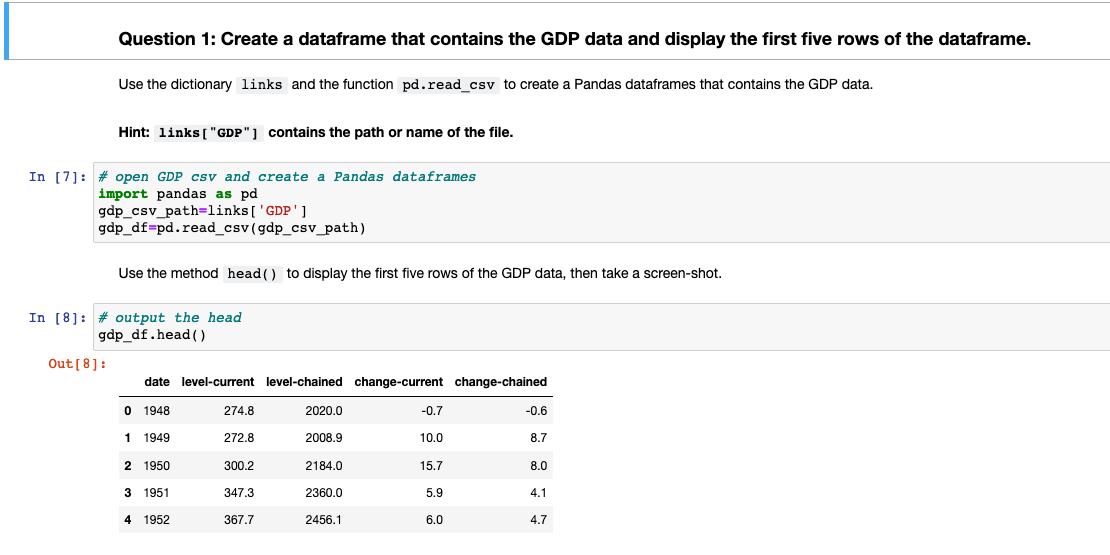 Question 1: Create a dataframe that contains the GDP data and display the first five rows of the dataframe.
Use the dictionary links and the function pd.read_csv to create a Pandas dataframes that contains the GDP data.
Hint: links["GDP"] contains the path or name of the file.
In [7]: # open GDP csv and create a Pandas dataframes
import pandas as pd
gdp_csv_path=links['GDP']
gdp_df=pd.read_csv(gdp_csv_path)
Use the method head() to display the first five rows of the GDP data, then take a screen-shot.
In [8]: # output the head
gdp_df.head()
Out[8]:
date level-current level-chained change-current change-chained
0 1948 274.8 2020.0 -0.7 -0.6
1 1949 272.8 2008.9 10.0 8.7
2 1950 300.2 2184.0 15.7 8.0
3 1951 347.3 2360.0 5.9 4.1
4 1952 367.7 2456.1 6.0 4.7